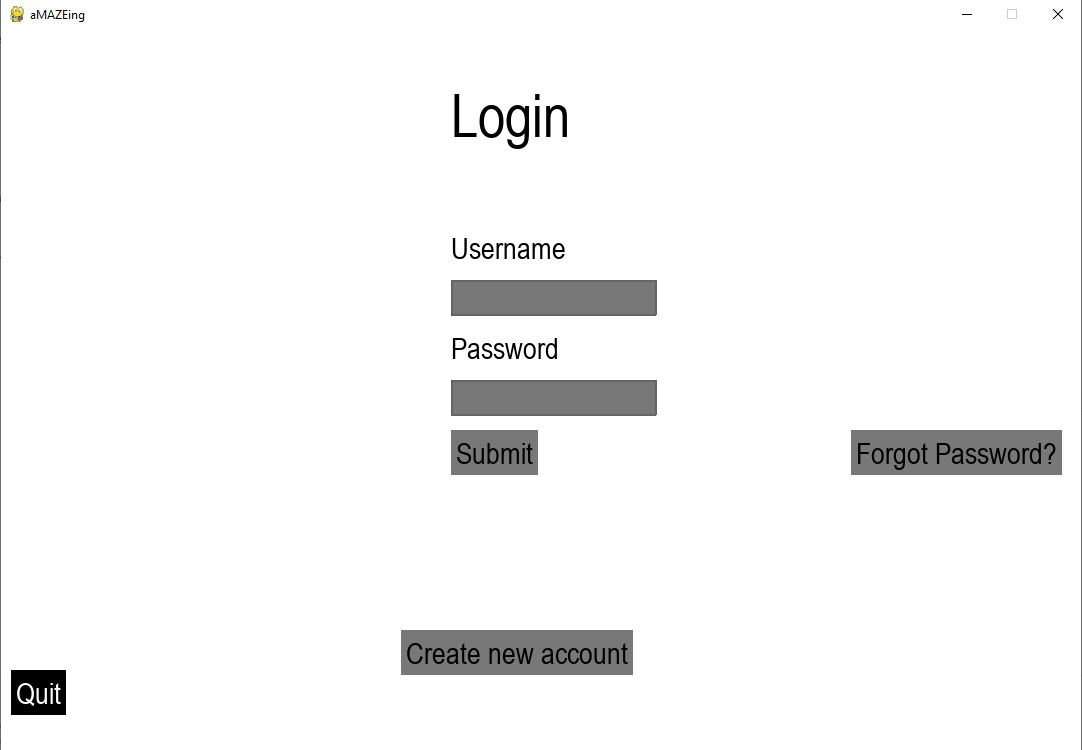 aMAZEing
Login
Username
Password
Submit
Forgot Password?
Create new account
Quit